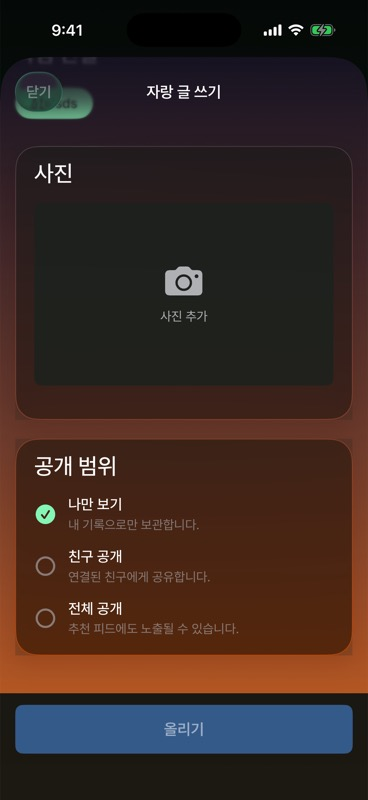 9:41
닫기
자랑 글 쓰기
사진
사진 추가
공개 범위
나만 보기
내 기록으로만 보관합니다.
친구 공개
연결된 친구에게 공유합니다.
전체 공개
추천 피드에도 노출될 수 있습니다.
올리기